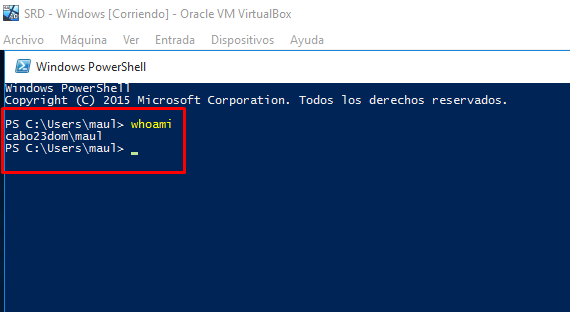 SRD - Windows [Corriendo] - Oracle VM VirtualBox
Archivo Máquina Ver Entrada Dispositivos Ayuda
Windows PowerShell
Windows PowerShell
Copyright (C) 2015 Microsoft Corporation. Todos los derechos reservados.
PS C:\Users\maul> whoami
cabo23dom\maul
PS C:\Users\maul>